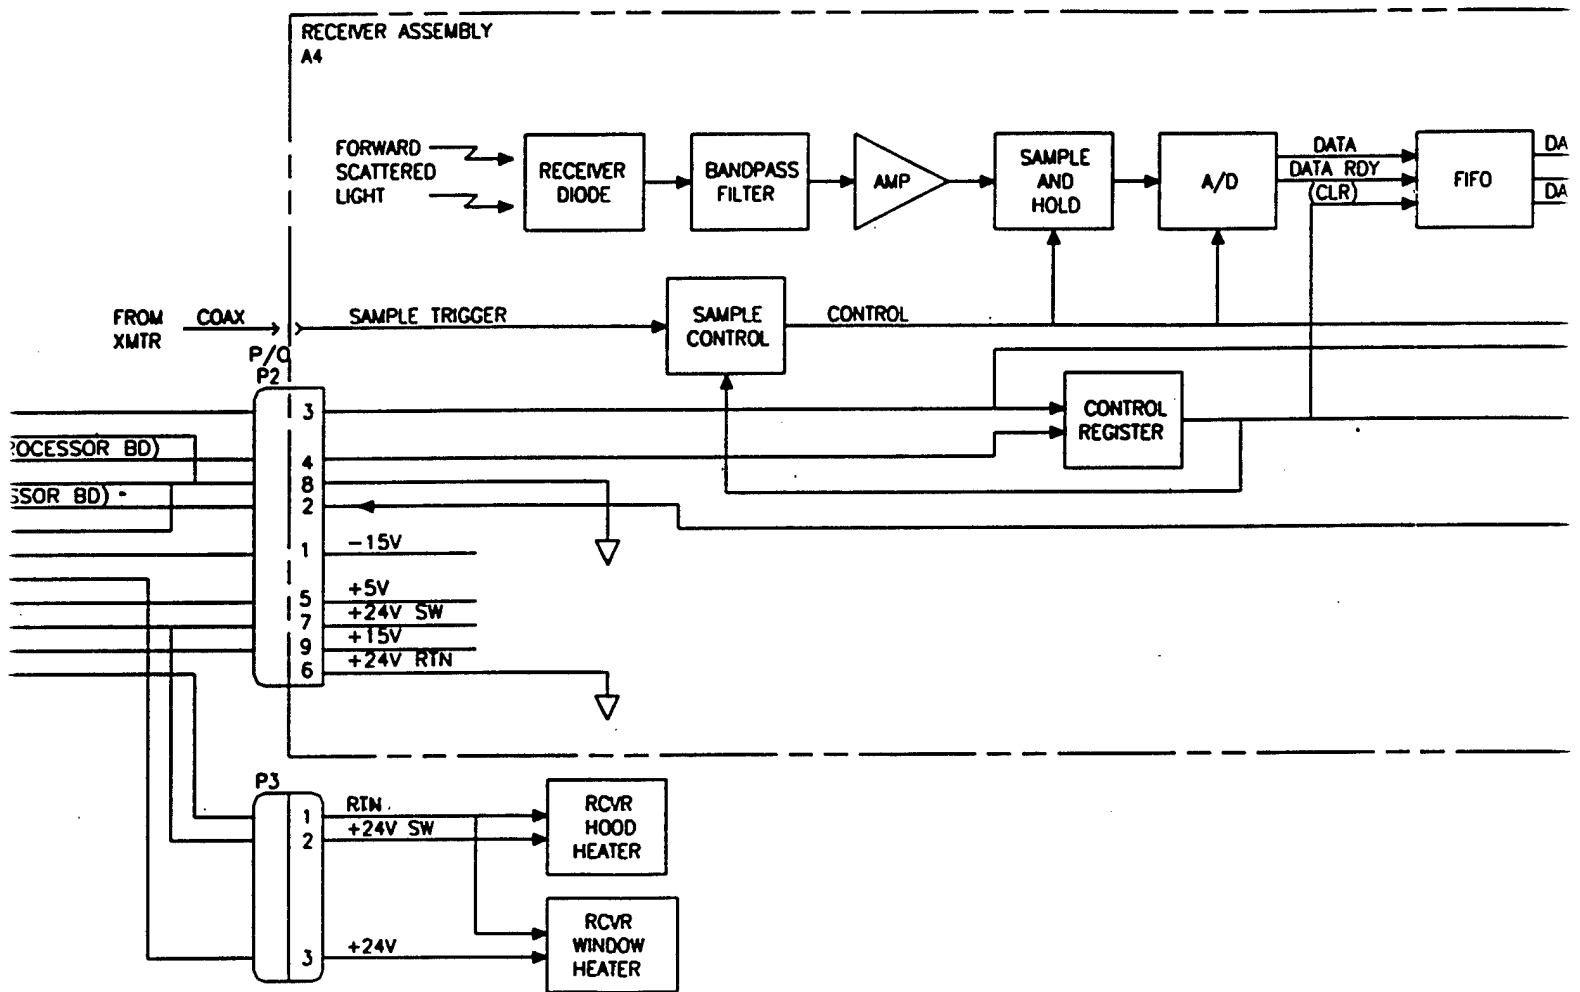 RECEIVER ASSEMBLY
A4
FORWARD
SCATTERED
LIGHT
RECEIVER
DIODE
BANDPASS
FILTER
AMP
SAMPLE
AND
HOLD
A/D
DATA
DATA RDY
(CLR)
FIFO
DA
DA
FROM
XMTR
COAX
SAMPLE TRIGGER
SAMPLE
CONTROL
CONTROL
P/O
P2
3
4
8
2
1
5
7
9
6
OCESSOR BD)
SSOR BD)
CONTROL
REGISTER
-15V
+5V
+24V SW
+15V
+24V RTN
P3
1
2
3
RTN
+24V SW
+24V
RCVR
HOOD
HEATER
RCVR
WINDOW
HEATER